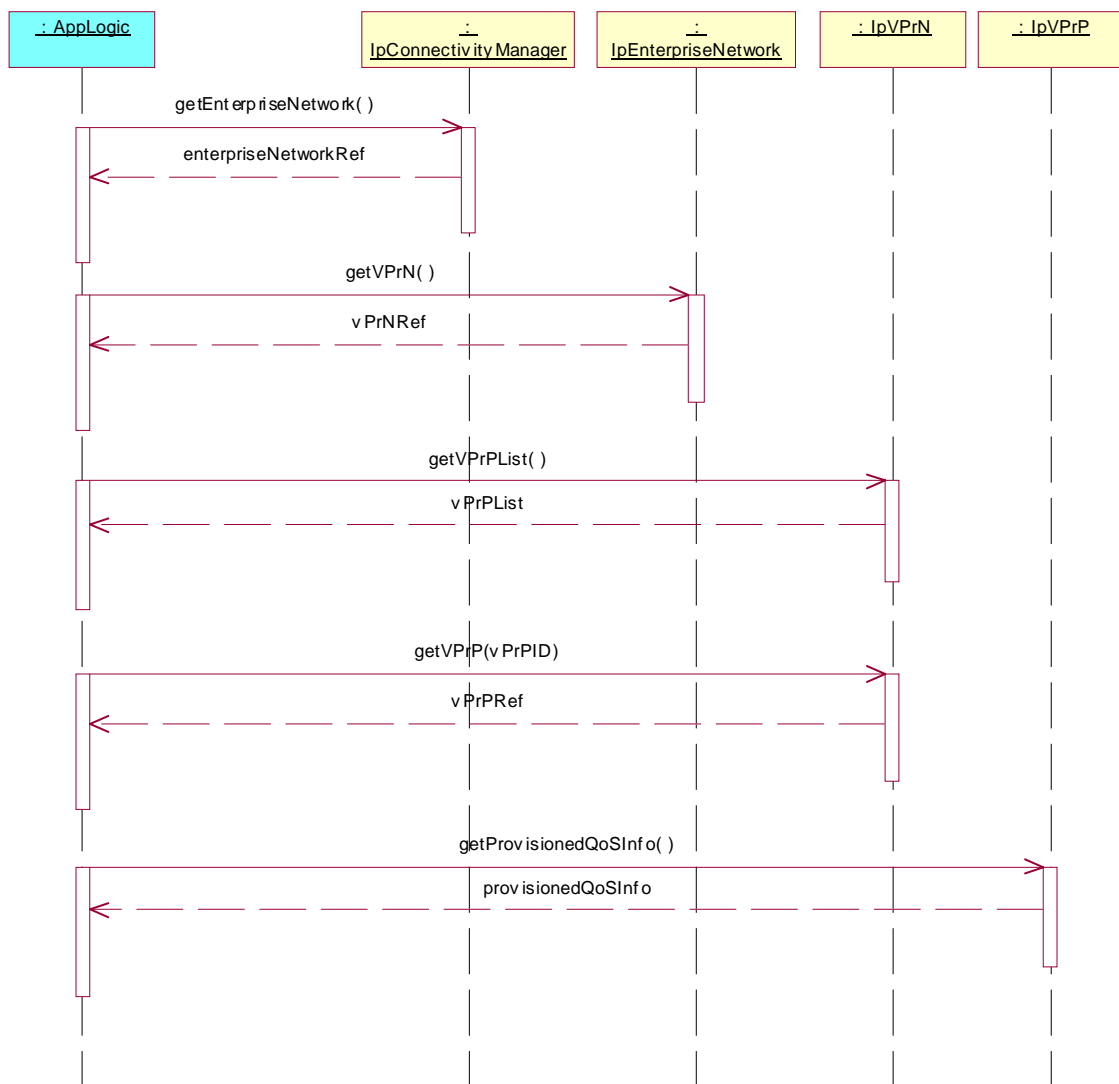 : AppLogic
:
IpConnectivityManager
:
IpEnterpriseNetwork
: IpVPrN
: IpVPrP
getEnterpriseNetwork( )
enterpriseNetworkRef
getVPrN( )
vPrNRef
getVPrPList( )
vPrPList
getVPrP(vPrPID)
vPrPRef
getProvisionedQoSInfo( )
provisionedQoSInfo